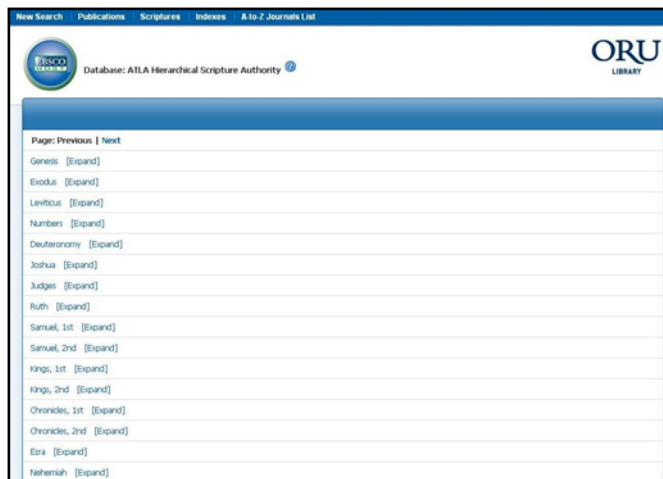 New Search Publications Scriptures Indexes A-to-Z Journals List
EBSCO
HOST
Database: ATLA Hierarchical Scripture Authority
ORU
LIBRARY
Page: Previous | Next
Genesis [Expand]
Exodus [Expand]
Leviticus [Expand]
Numbers [Expand]
Deuteronomy [Expand]
Joshua [Expand]
Judges [Expand]
Ruth [Expand]
Samuel, 1st [Expand]
Samuel, 2nd [Expand]
Kings, 1st [Expand]
Kings, 2nd [Expand]
Chronicles, 1st [Expand]
Chronicles, 2nd [Expand]
Ezra [Expand]
Nehemiah [Expand]